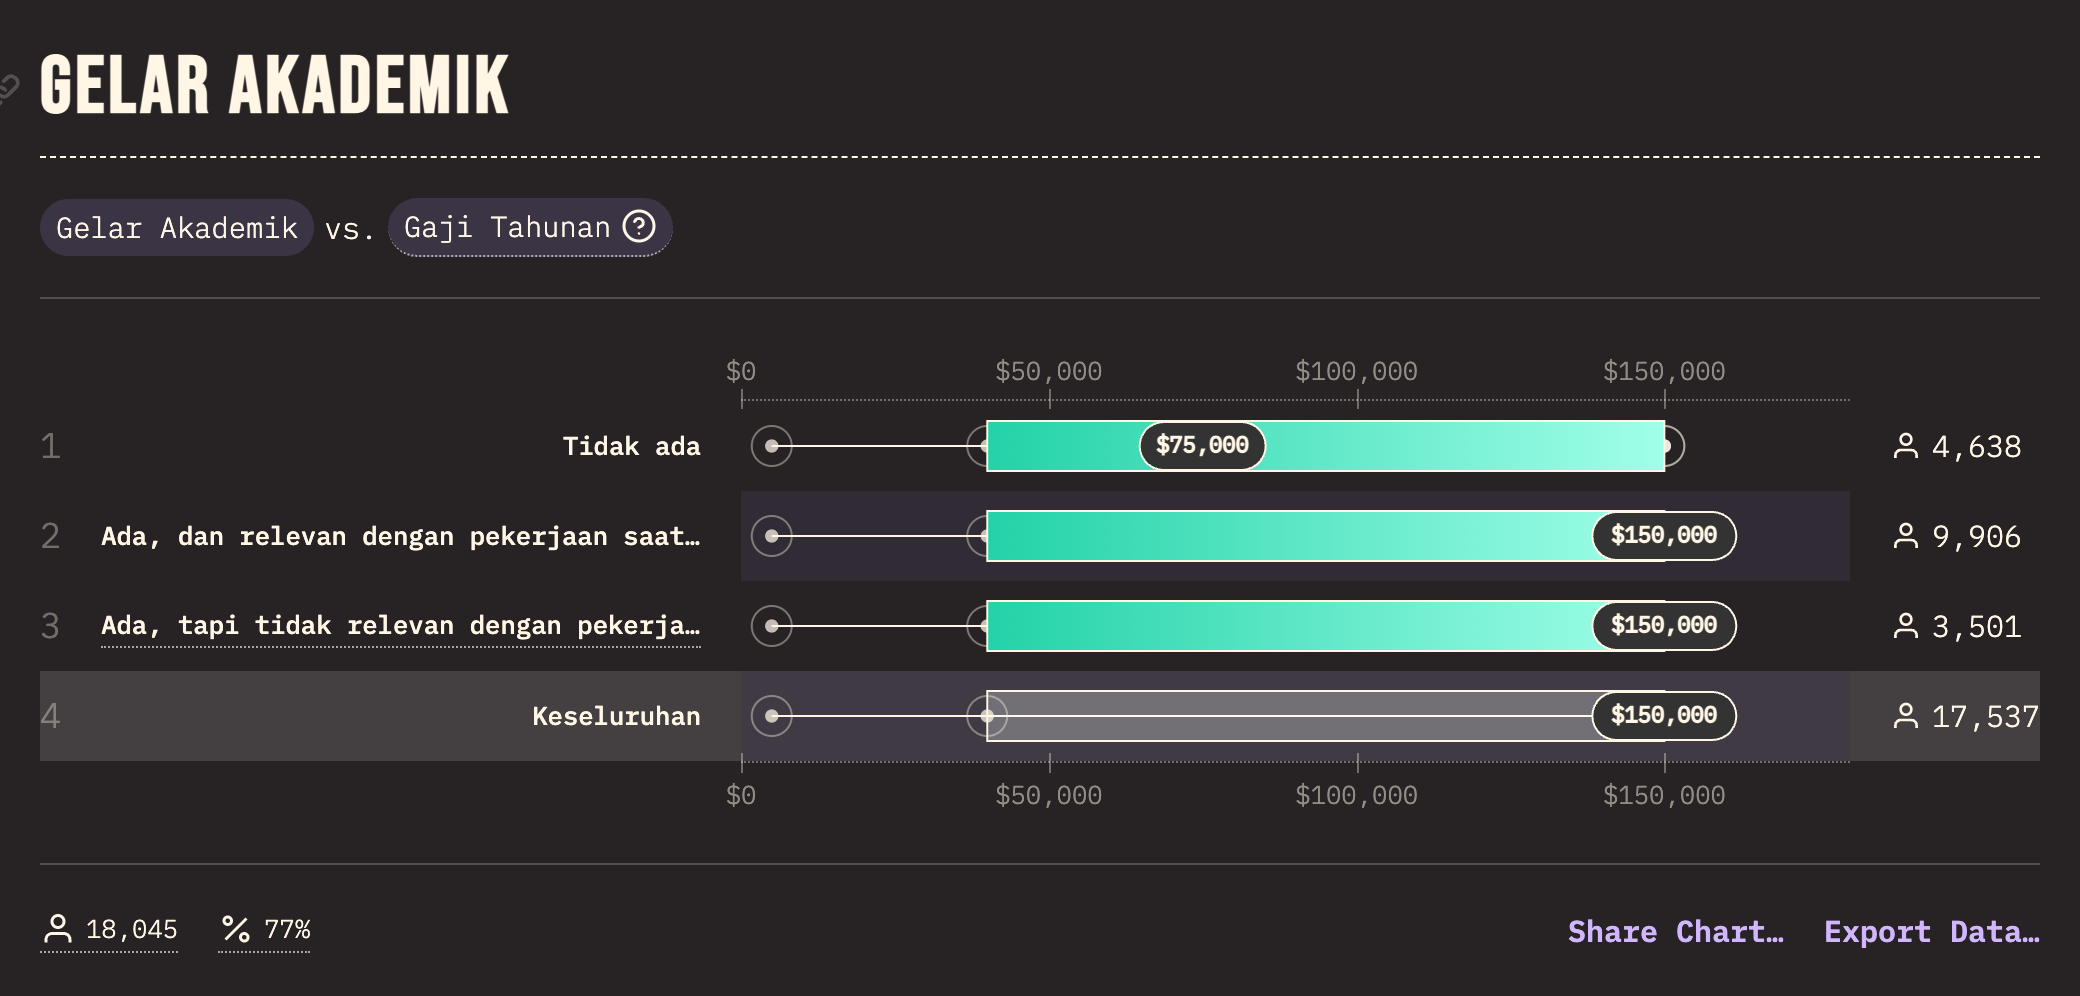 GELAR AKADEMIK
Gelar Akademik vs. Gaji Tahunan ?
$0 $50,000 $100,000 $150,000
1 Tidak ada $75,000 4,638
2 Ada, dan relevan dengan pekerjaan saat… $150,000 9,906
3 Ada, tapi tidak relevan dengan pekerja… $150,000 3,501
4 Keseluruhan $150,000 17,537
$0 $50,000 $100,000 $150,000
18,045 % 77% Share Chart… Export Data…